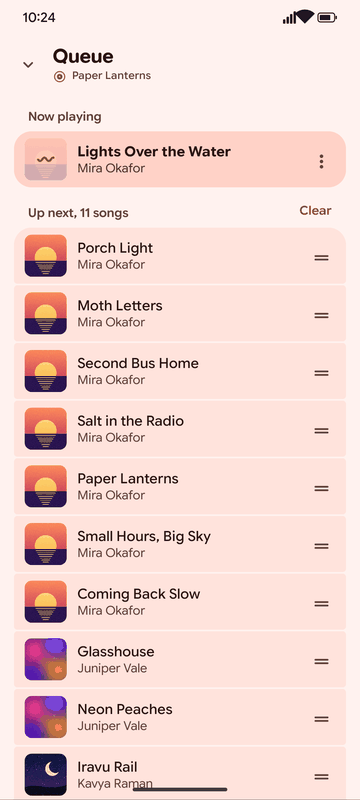 10:24
Queue
Paper Lanterns
Now playing
Lights Over the Water
Mira Okafor
Up next, 11 songs
Clear
Porch Light
Mira Okafor
Moth Letters
Mira Okafor
Second Bus Home
Mira Okafor
Salt in the Radio
Mira Okafor
Paper Lanterns
Mira Okafor
Small Hours, Big Sky
Mira Okafor
Coming Back Slow
Mira Okafor
Glasshouse
Juniper Vale
Neon Peaches
Juniper Vale
Iravu Rail
Kavya Raman